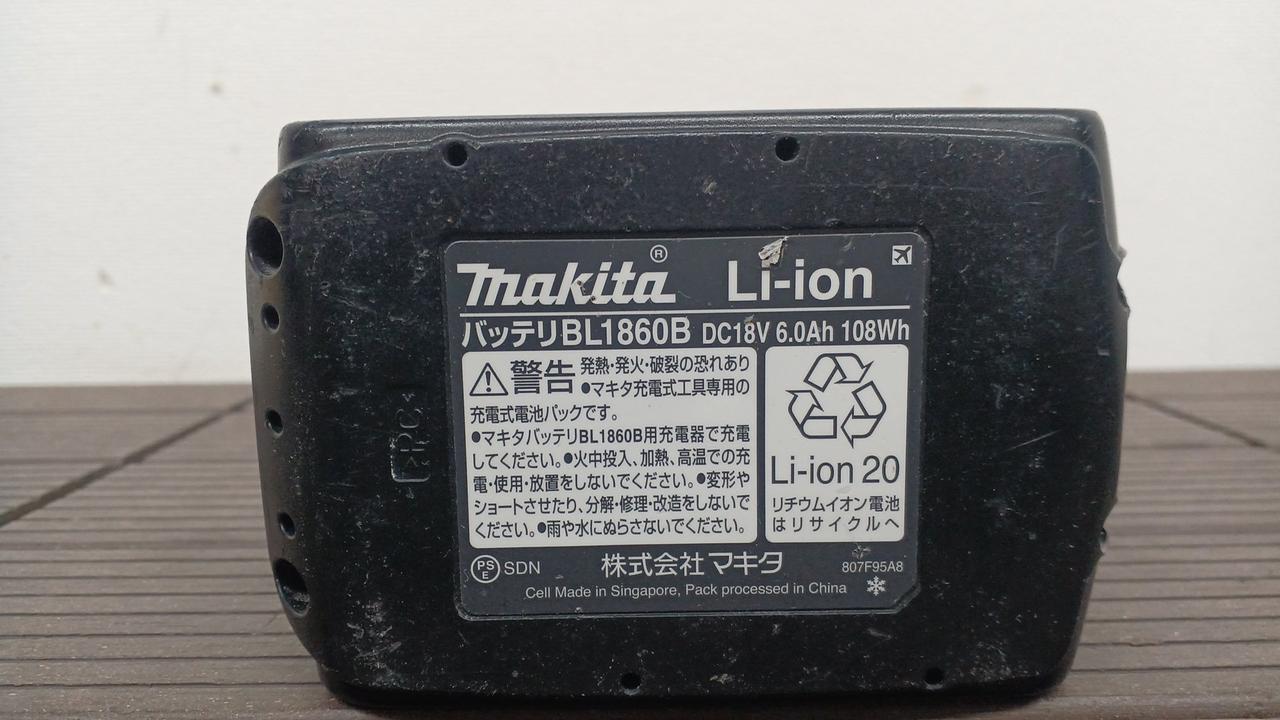 makita® Li-ion
バッテリBL1860B DC18V 6.0Ah 108Wh
警告 発熱・発火・破裂の恐れあり
●マキタ充電式工具専用の
充電式電池パックです。
●マキタバッテリBL1860B用充電器で充電
してください。●火中投入、加熱、高温での充
電・使用・放置をしないでください。●変形や
ショートさせたり、分解・修理・改造をしないで
ください。●雨や水にぬらさないでください。
Li-ion 20
リチウムイオン電池
はリサイクルへ
PS
E
SDN
株式会社マキタ
807F95A8
Cell Made in Singapore, Pack processed in China